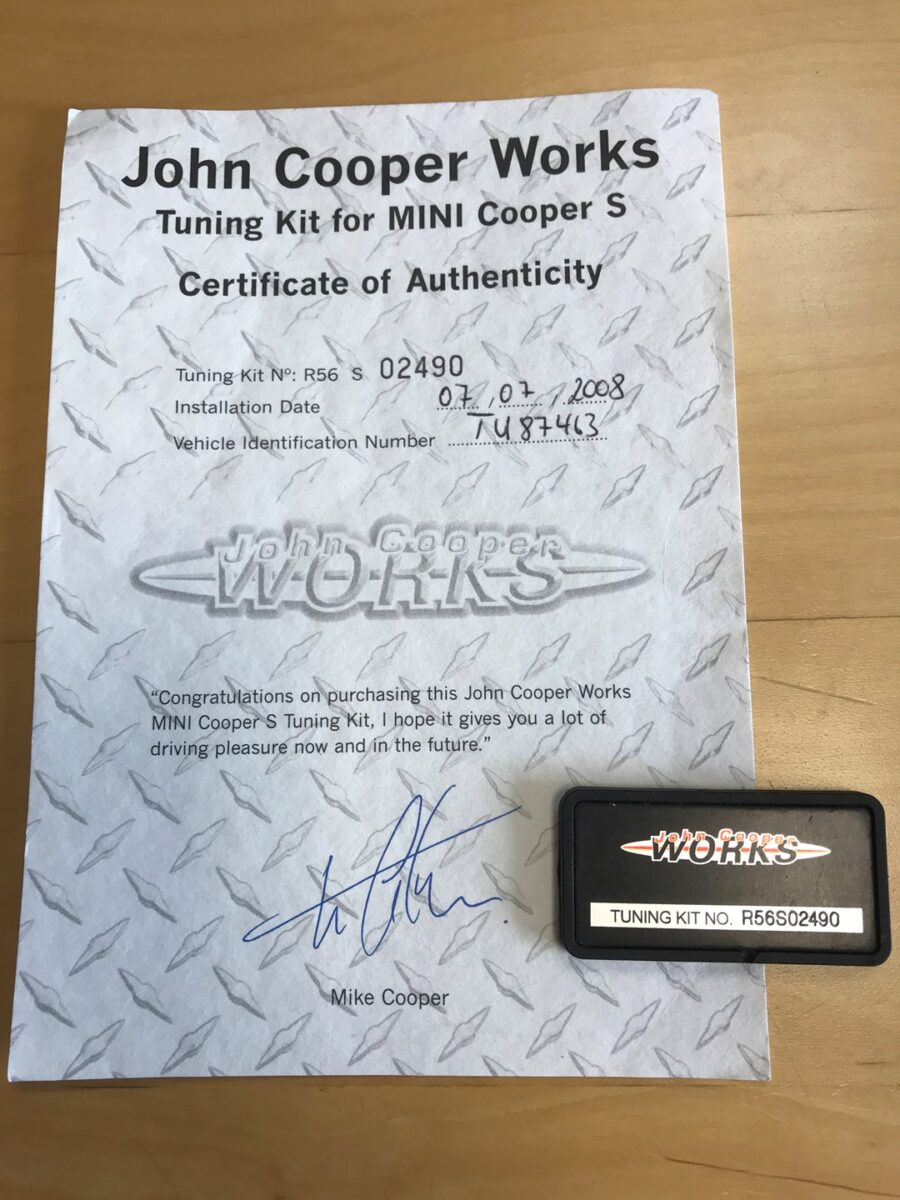 John Cooper Works
Tuning Kit for MINI Cooper S
Certificate of Authenticity
Tuning Kit Nº: R56 S 02490
Installation Date 07, 07, 2008
Vehicle Identification Number TU87463
John Cooper
WORKS
“Congratulations on purchasing this John Cooper Works
MINI Cooper S Tuning Kit, I hope it gives you a lot of
driving pleasure now and in the future.”
Mike Cooper
John Cooper
WORKS
TUNING KIT NO. R56S02490